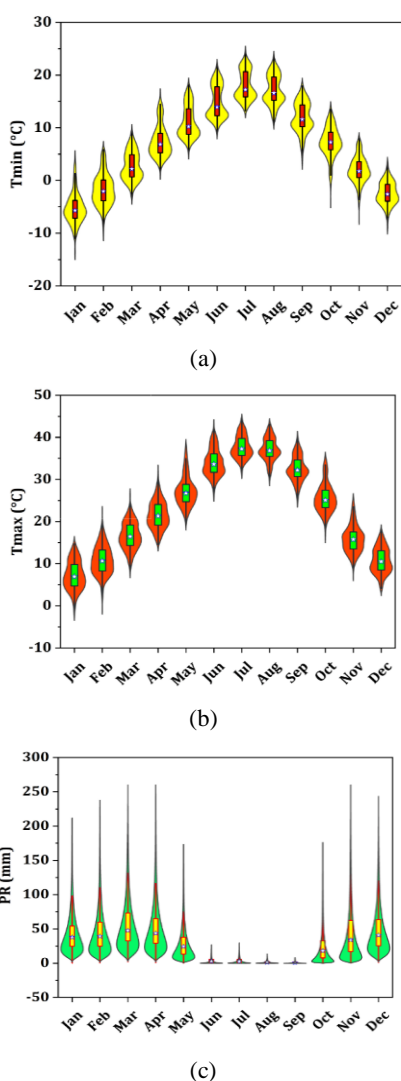 30
20
10
0
-10
-20
Tmin (°C)
Jan Feb Mar Apr May Jun Jul Aug Sep Oct Nov Dec
(a)
50
40
30
20
10
0
-10
Tmax (°C)
Jan Feb Mar Apr May Jun Jul Aug Sep Oct Nov Dec
(b)
300
250
200
150
100
50
0
-50
PR (mm)
Jan Feb Mar Apr May Jun Jul Aug Sep Oct Nov Dec
(c)